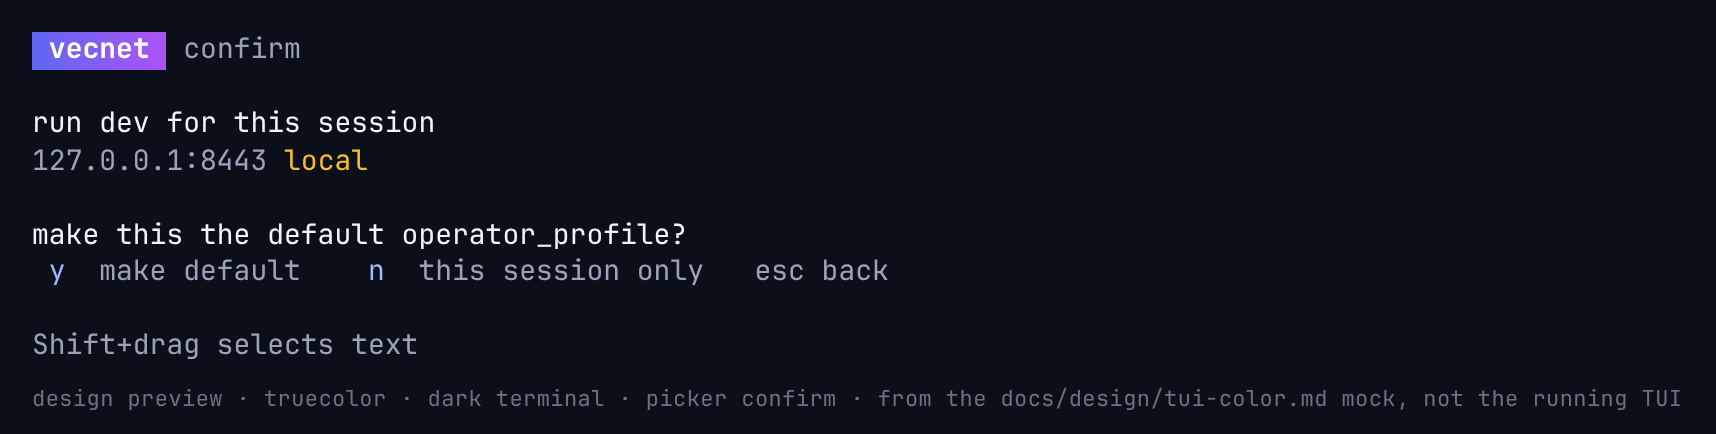 vecnet confirm
run dev for this session
127.0.0.1:8443 local
make this the default operator_profile?
y make default n this session only esc back
Shift+drag selects text
design preview · truecolor · dark terminal · picker confirm · from the docs/design/tui-color.md mock, not the running TUI